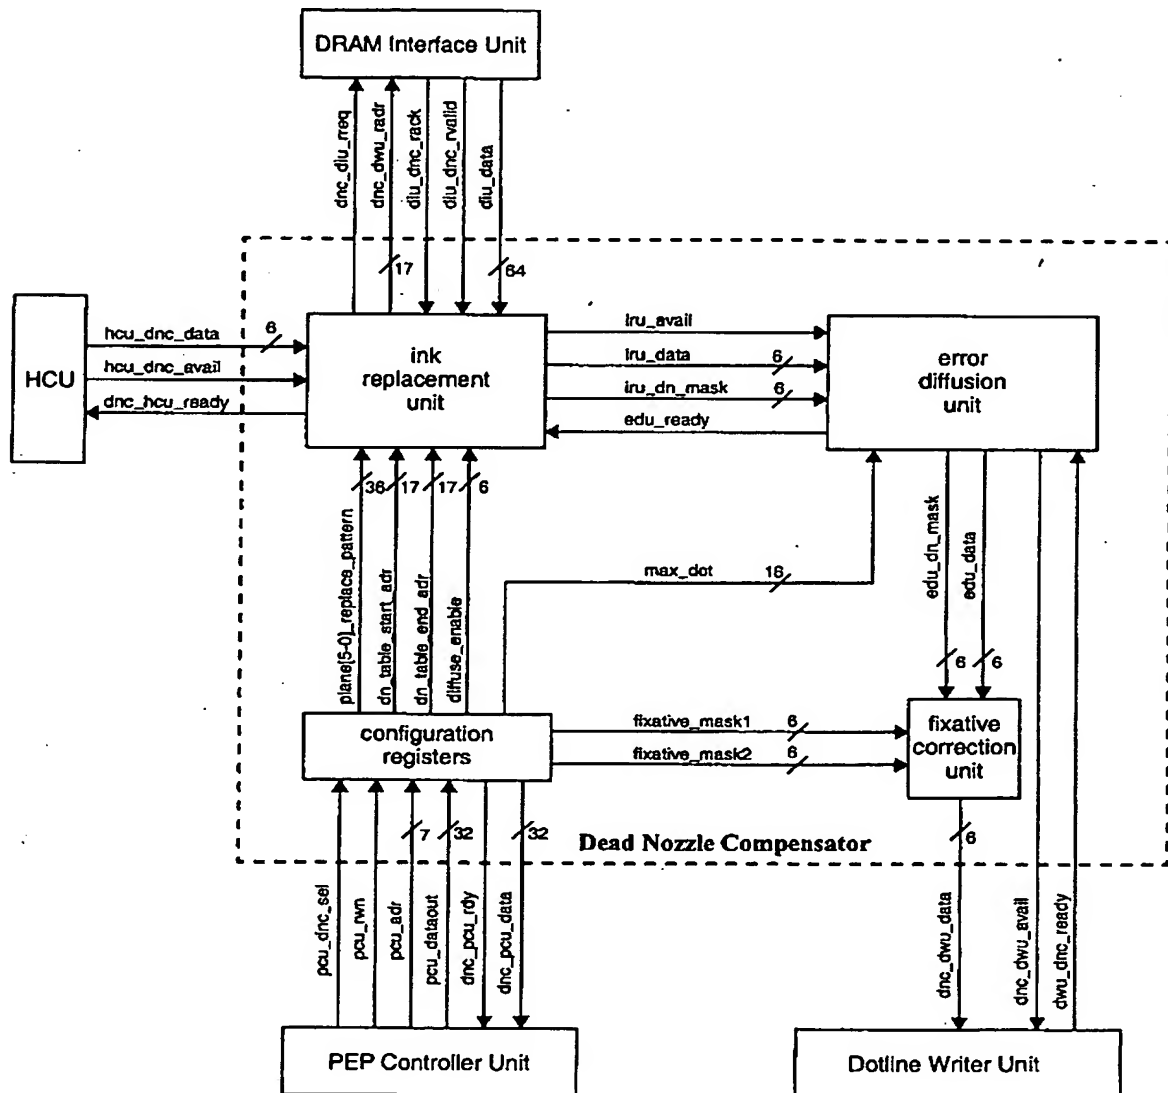 DRAM Interface Unit
dnc_diu_rreq
dnc_dwu_radr
diu_dnc_rack
diu_dnc_rvalid
diu_data
17
64
HCU
hcu_dnc_data
6
hcu_dnc_avail
dnc_hcu_ready
ink
replacement
unit
iru_avail
iru_data
6
iru_dn_mask
6
edu_ready
error
diffusion
unit
36
17
17
6
plane[5-0]_replace_pattern
dn_table_start_adr
dn_table_end_adr
diffuse_enable
max_dot
16
edu_dn_mask
edu_data
6
6
configuration
registers
fixative_mask1
6
fixative_mask2
6
fixative
correction
unit
7
32
32
Dead Nozzle Compensator
6
pcu_dnc_sel
pcu_rwn
pcu_adr
pcu_dataout
dnc_pcu_rdy
dnc_pcu_data
dnc_dwu_data
dnc_dwu_avail
dwu_dnc_ready
PEP Controller Unit
Dotline Writer Unit